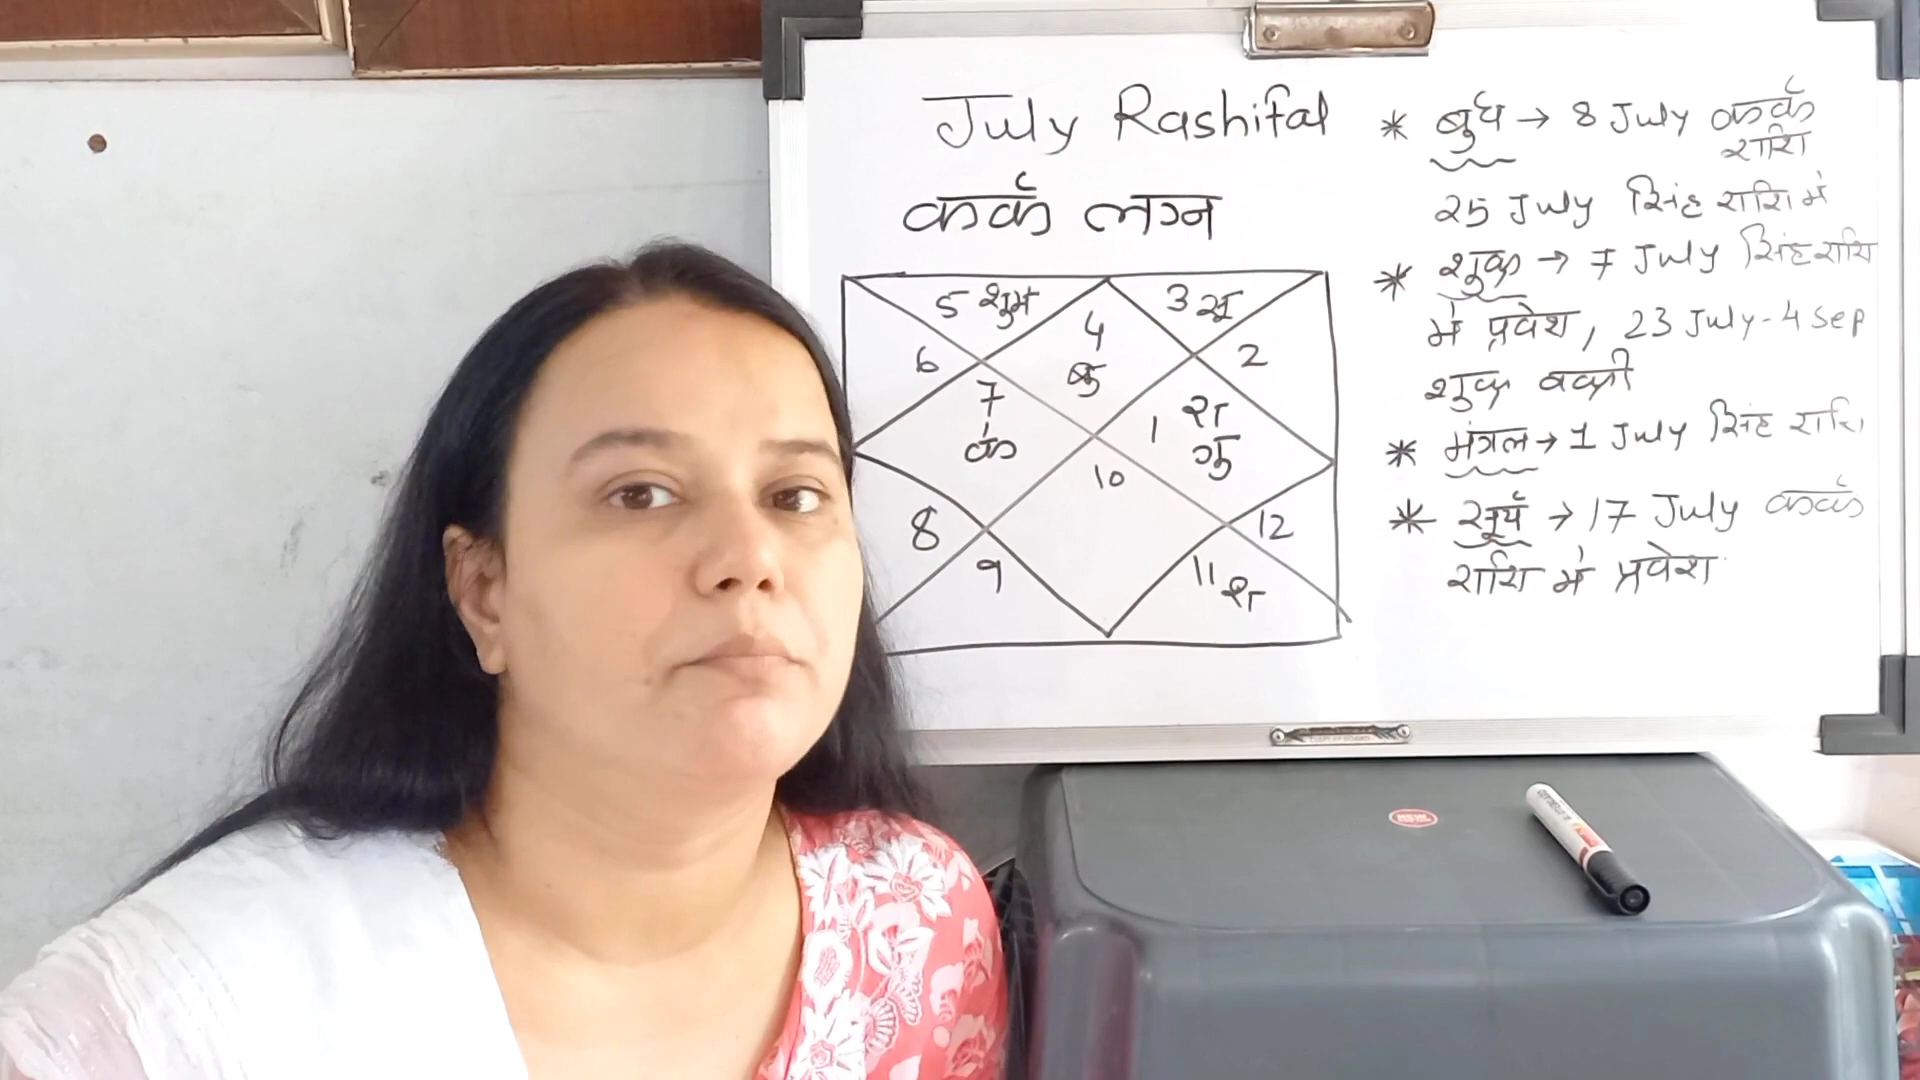 July Rashifal
कर्क लग्न
5 शु मं
4
बु
3 सू
6
2
7
के
1 रा
गु
10
8
12
9
11 श
* बुध → 8 July कर्क
राशि
25 July सिंह राशि में
* शुक्र → 7 July सिंह राशि
में प्रवेश, 23 July - 4 Sep
शुक्र वक्री
* मंगल → 1 July सिंह राशि
* सूर्य → 17 July कर्क
राशि में प्रवेश
NEW